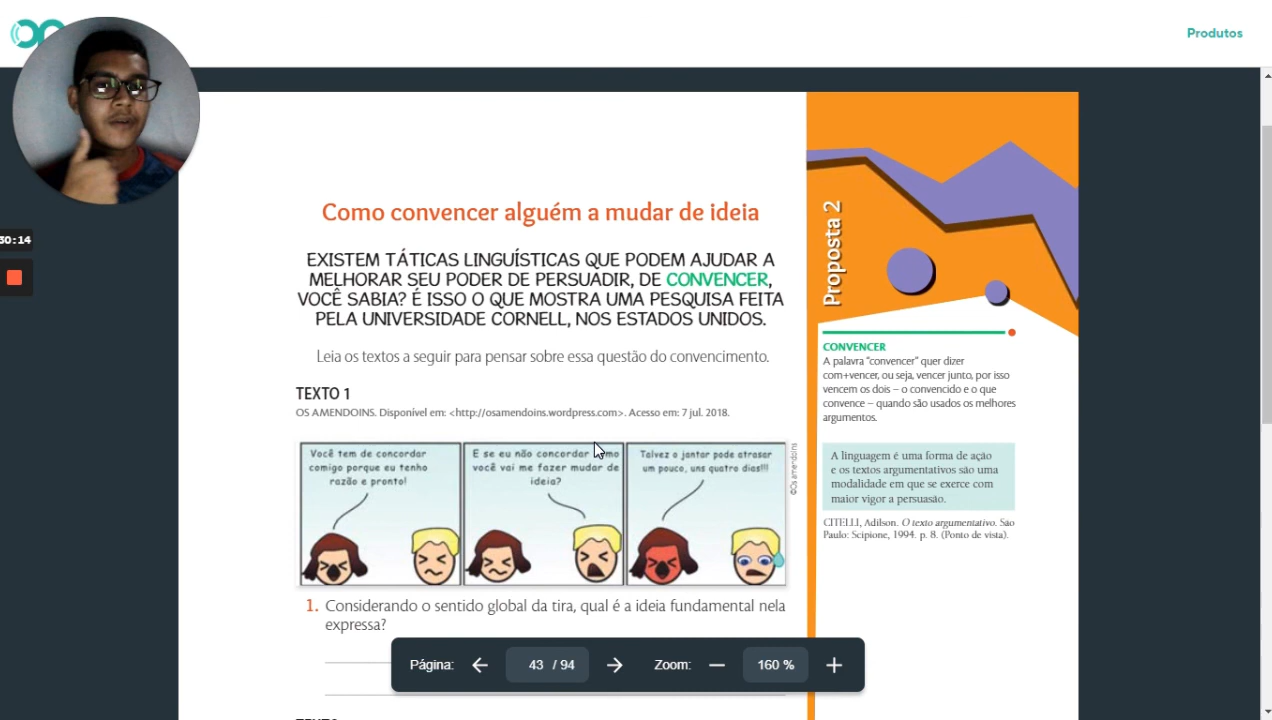 Produtos
30:14
Como convencer alguém a mudar de ideia
EXISTEM TÁTICAS LINGUÍSTICAS QUE PODEM AJUDAR A
MELHORAR SEU PODER DE PERSUADIR, DE CONVENCER,
VOCÊ SABIA? É ISSO O QUE MOSTRA UMA PESQUISA FEITA
PELA UNIVERSIDADE CORNELL, NOS ESTADOS UNIDOS.
Leia os textos a seguir para pensar sobre essa questão do convencimento.
TEXTO 1
OS AMENDOINS. Disponível em: <http://osamendoins.wordpress.com>. Acesso em: 7 jul. 2018.
Você tem de concordar
comigo porque eu tenho
razão e pronto!
E se eu não concordar
você vai me fazer mudar de
ideia?
Talvez o jantar pode atrasar
um pouco, uns quatro dias!!!
©Os amendoins
1. Considerando o sentido global da tira, qual é a ideia fundamental nela
expressa?
Proposta 2
CONVENCER
A palavra "convencer" quer dizer
com+vencer, ou seja, vencer junto, por isso
vencem os dois – o convencido e o que
convence – quando são usados os melhores
argumentos.
A linguagem é uma forma de ação
e os textos argumentativos são uma
modalidade em que se exerce com
maior vigor a persuasão.
CITELLI, Adilson. O texto argumentativo. São
Paulo: Scipione, 1994. p. 8. (Ponto de vista).
Página: 43 / 94 Zoom: 160 %